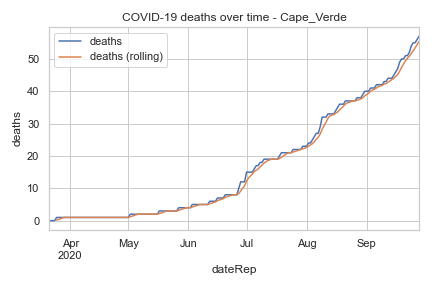 COVID-19 deaths over time - Cape_Verde
deaths
deaths (rolling)
50
40
30
20
10
0
deaths
Apr
2020
May
Jun
Jul
Aug
Sep
dateRep